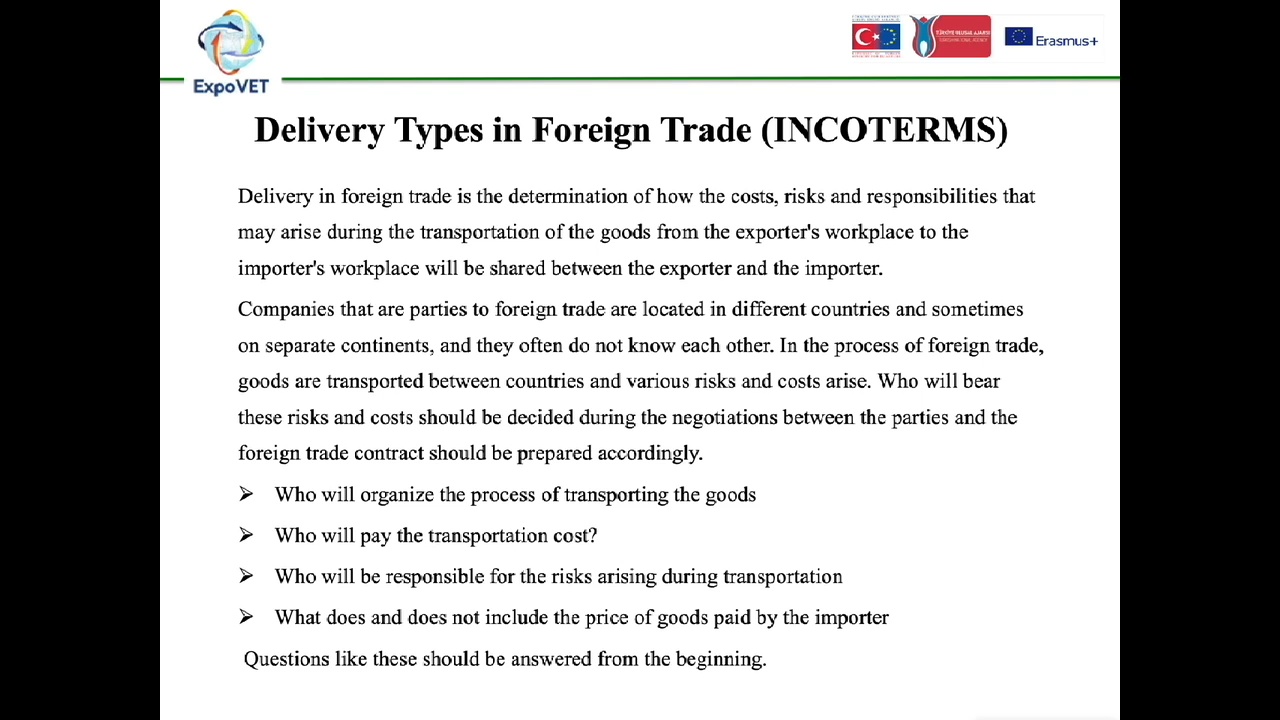 ExpoVET
TÜRKİYE ULUSAL AJANSI
Erasmus+
Delivery Types in Foreign Trade (INCOTERMS)
Delivery in foreign trade is the determination of how the costs, risks and responsibilities that
may arise during the transportation of the goods from the exporter's workplace to the
importer's workplace will be shared between the exporter and the importer.
Companies that are parties to foreign trade are located in different countries and sometimes
on separate continents, and they often do not know each other. In the process of foreign trade,
goods are transported between countries and various risks and costs arise. Who will bear
these risks and costs should be decided during the negotiations between the parties and the
foreign trade contract should be prepared accordingly.
➢ Who will organize the process of transporting the goods
➢ Who will pay the transportation cost?
➢ Who will be responsible for the risks arising during transportation
➢ What does and does not include the price of goods paid by the importer
Questions like these should be answered from the beginning.